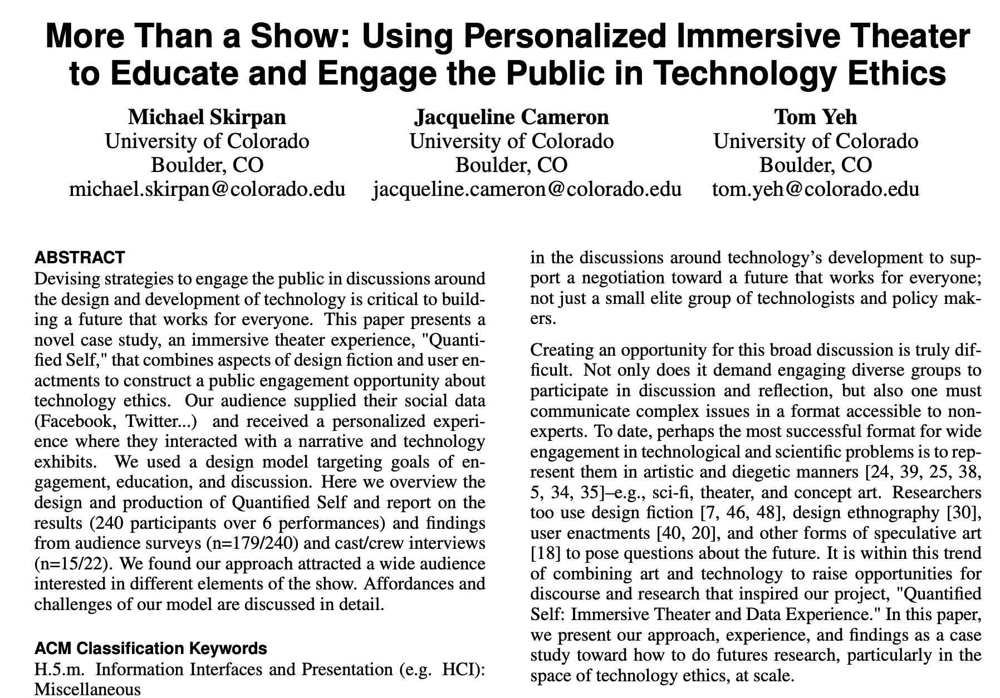 More Than a Show: Using Personalized Immersive Theater
to Educate and Engage the Public in Technology Ethics
Michael Skirpan
University of Colorado
Boulder, CO
michael.skirpan@colorado.edu
Jacqueline Cameron
University of Colorado
Boulder, CO
jacqueline.cameron@colorado.edu
Tom Yeh
University of Colorado
Boulder, CO
tom.yeh@colorado.edu
ABSTRACT
Devising strategies to engage the public in discussions around
the design and development of technology is critical to build-
ing a future that works for everyone. This paper presents a
novel case study, an immersive theater experience, "Quanti-
fied Self," that combines aspects of design fiction and user en-
actments to construct a public engagement opportunity about
technology ethics. Our audience supplied their social data
(Facebook, Twitter...) and received a personalized experi-
ence where they interacted with a narrative and technology
exhibits. We used a design model targeting goals of en-
gagement, education, and discussion. Here we overview the
design and production of Quantified Self and report on the
results (240 participants over 6 performances) and findings
from audience surveys (n=179/240) and cast/crew interviews
(n=15/22). We found our approach attracted a wide audience
interested in different elements of the show. Affordances and
challenges of our model are discussed in detail.
ACM Classification Keywords
H.5.m. Information Interfaces and Presentation (e.g. HCI):
Miscellaneous
in the discussions around technology's development to sup-
port a negotiation toward a future that works for everyone;
not just a small elite group of technologists and policy mak-
ers.
Creating an opportunity for this broad discussion is truly dif-
ficult. Not only does it demand engaging diverse groups to
participate in discussion and reflection, but also one must
communicate complex issues in a format accessible to non-
experts. To date, perhaps the most successful format for wide
engagement in technological and scientific problems is to rep-
resent them in artistic and diegetic manners [24, 39, 25, 38,
5, 34, 35]–e.g., sci-fi, theater, and concept art. Researchers
too use design fiction [7, 46, 48], design ethnography [30],
user enactments [40, 20], and other forms of speculative art
[18] to pose questions about the future. It is within this trend
of combining art and technology to raise opportunities for
discourse and research that inspired our project, "Quantified
Self: Immersive Theater and Data Experience." In this paper,
we present our approach, experience, and findings as a case
study toward how to do futures research, particularly in the
space of technology ethics, at scale.